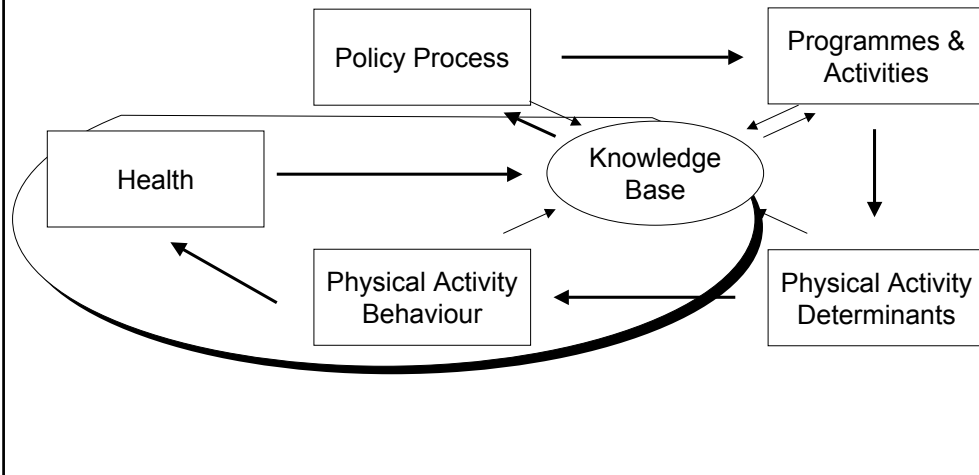 Policy Process
Programmes &
Activities
Health
Knowledge
Base
Physical Activity
Behaviour
Physical Activity
Determinants